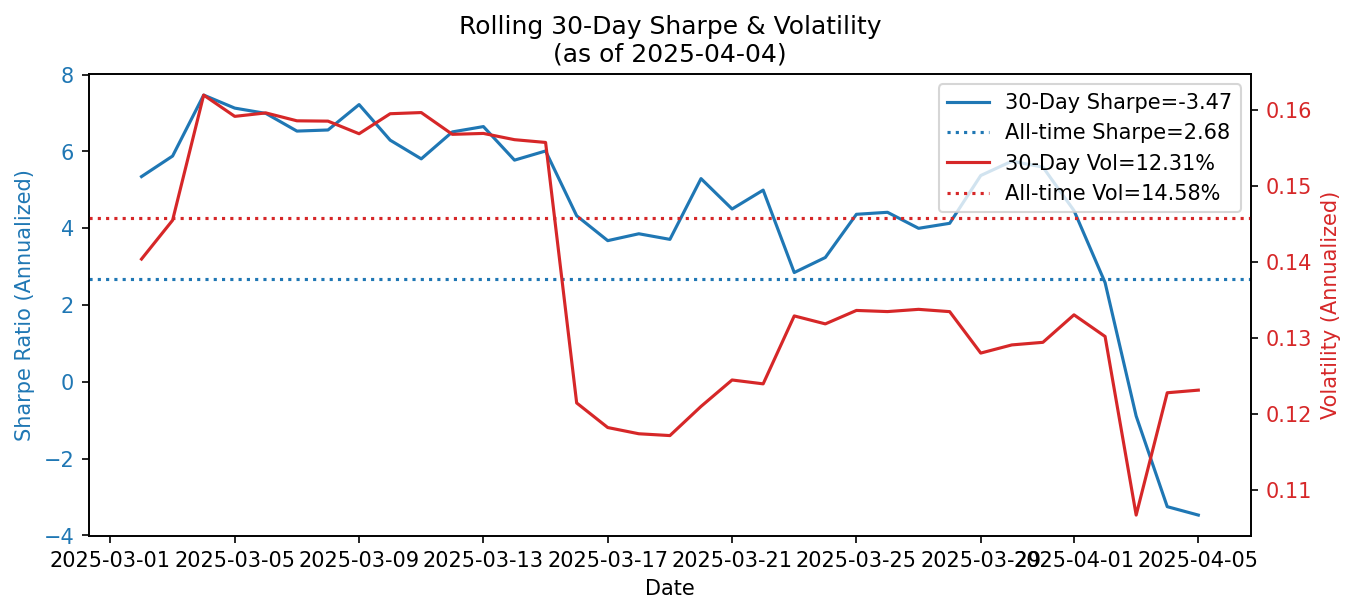 Rolling 30-Day Sharpe & Volatility
(as of 2025-04-04)
30-Day Sharpe=-3.47
All-time Sharpe=2.68
30-Day Vol=12.31%
All-time Vol=14.58%
Sharpe Ratio (Annualized)
8
6
4
2
0
−2
−4
Volatility (Annualized)
0.16
0.15
0.14
0.13
0.12
0.11
2025-03-01 2025-03-05 2025-03-09 2025-03-13 2025-03-17 2025-03-21 2025-03-25 2025-03-29 2025-04-01 2025-04-05
Date